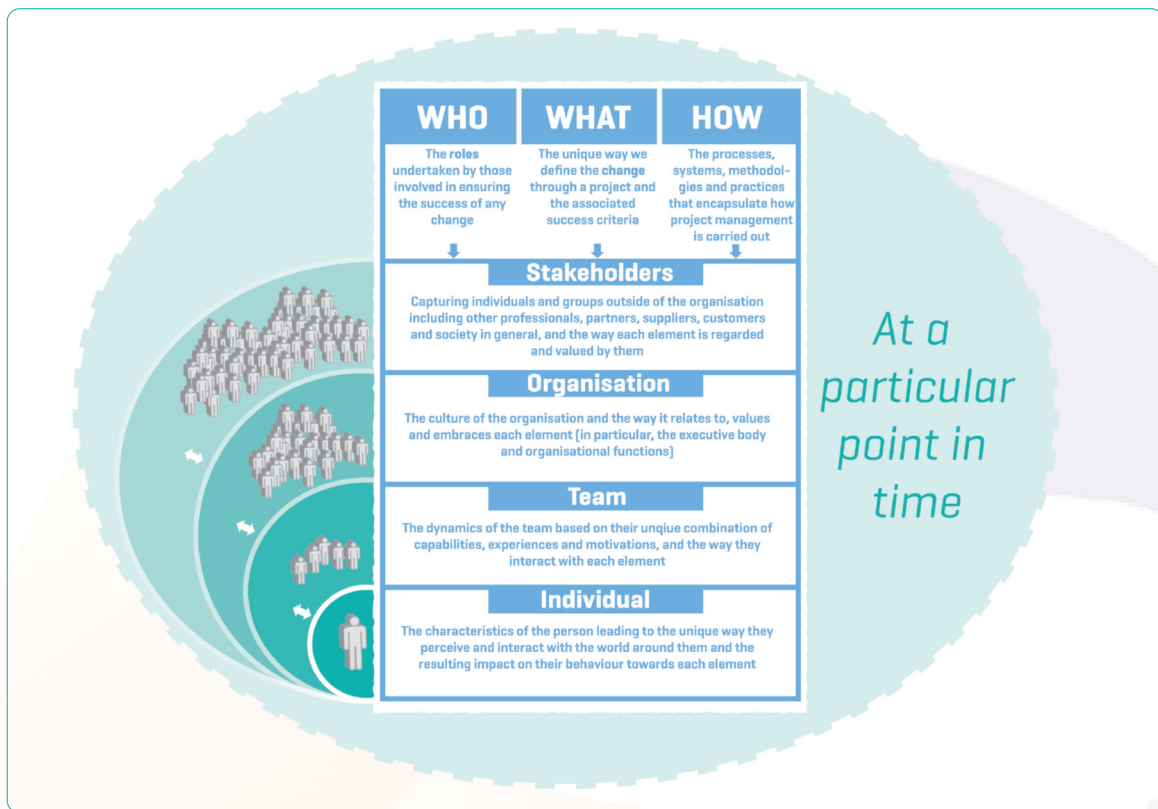 WHO
WHAT
HOW
The roles
undertaken by those
involved in ensuring
the success of any
change
The unique way we
define the change
through a project and
the associated
success criteria
The processes,
systems, methodol-
gies and practices
that encapsulate how
project management
is carried out
Stakeholders
Capturing individuals and groups outside of the organisation
including other professionals, partners, suppliers, customers
and society in general, and the way each element is regarded
and valued by them
Organisation
The culture of the organisation and the way it relates to, values
and embraces each element (in particular, the executive body
and organisational functions)
Team
The dynamics of the team based on their unqiue combination of
capabilities, experiences and motivations, and the way they
interact with each element
Individual
The characteristics of the person leading to the unique way they
perceive and interact with the world around them and the
resulting impact on their behaviour towards each element
At a
particular
point in
time